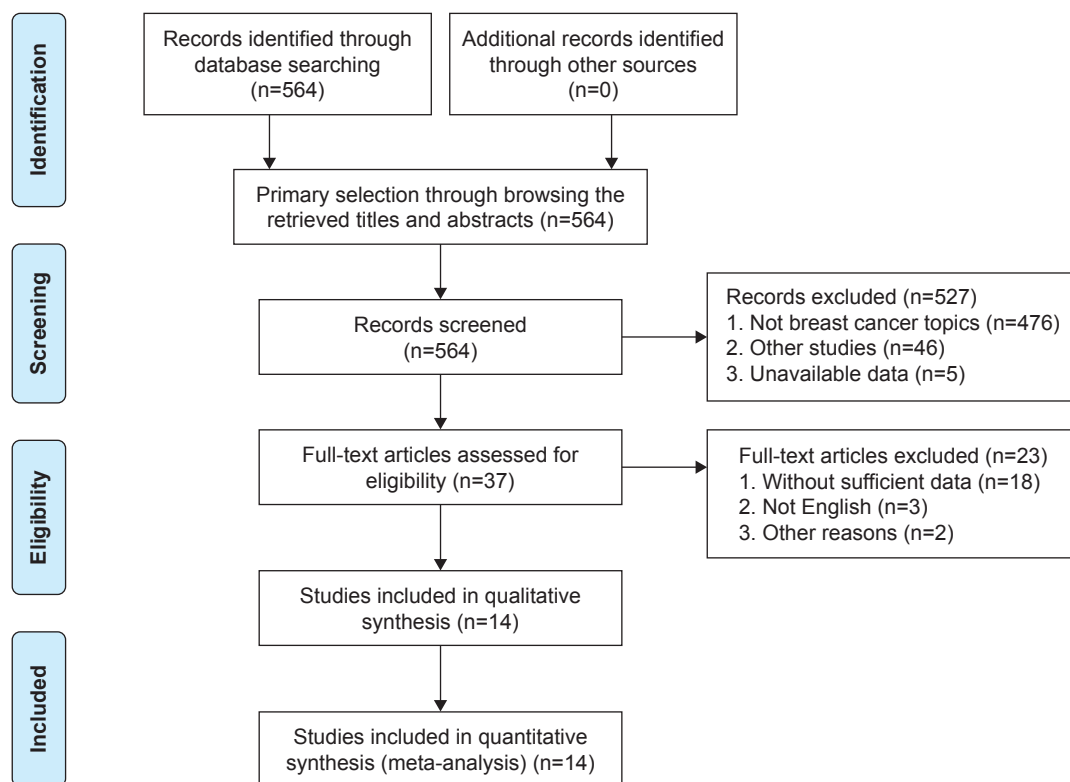 Identification
Records identified through
database searching
(n=564)
Additional records identified
through other sources
(n=0)
Primary selection through browsing the
retrieved titles and abstracts (n=564)
Screening
Records screened
(n=564)
Records excluded (n=527)
1. Not breast cancer topics (n=476)
2. Other studies (n=46)
3. Unavailable data (n=5)
Eligibility
Full-text articles assessed for
eligibility (n=37)
Full-text articles excluded (n=23)
1. Without sufficient data (n=18)
2. Not English (n=3)
3. Other reasons (n=2)
Studies included in qualitative
synthesis (n=14)
Included
Studies included in quantitative
synthesis (meta-analysis) (n=14)